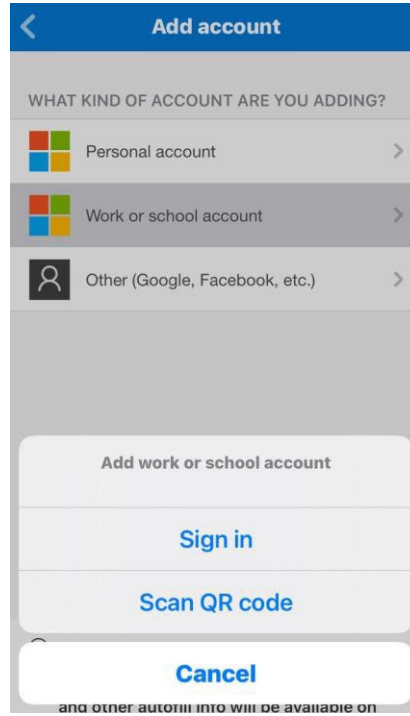 Add account
WHAT KIND OF ACCOUNT ARE YOU ADDING?
Personal account
Work or school account
Other (Google, Facebook, etc.)
Add work or school account
Sign in
Scan QR code
Cancel
and other autofill info will be available on